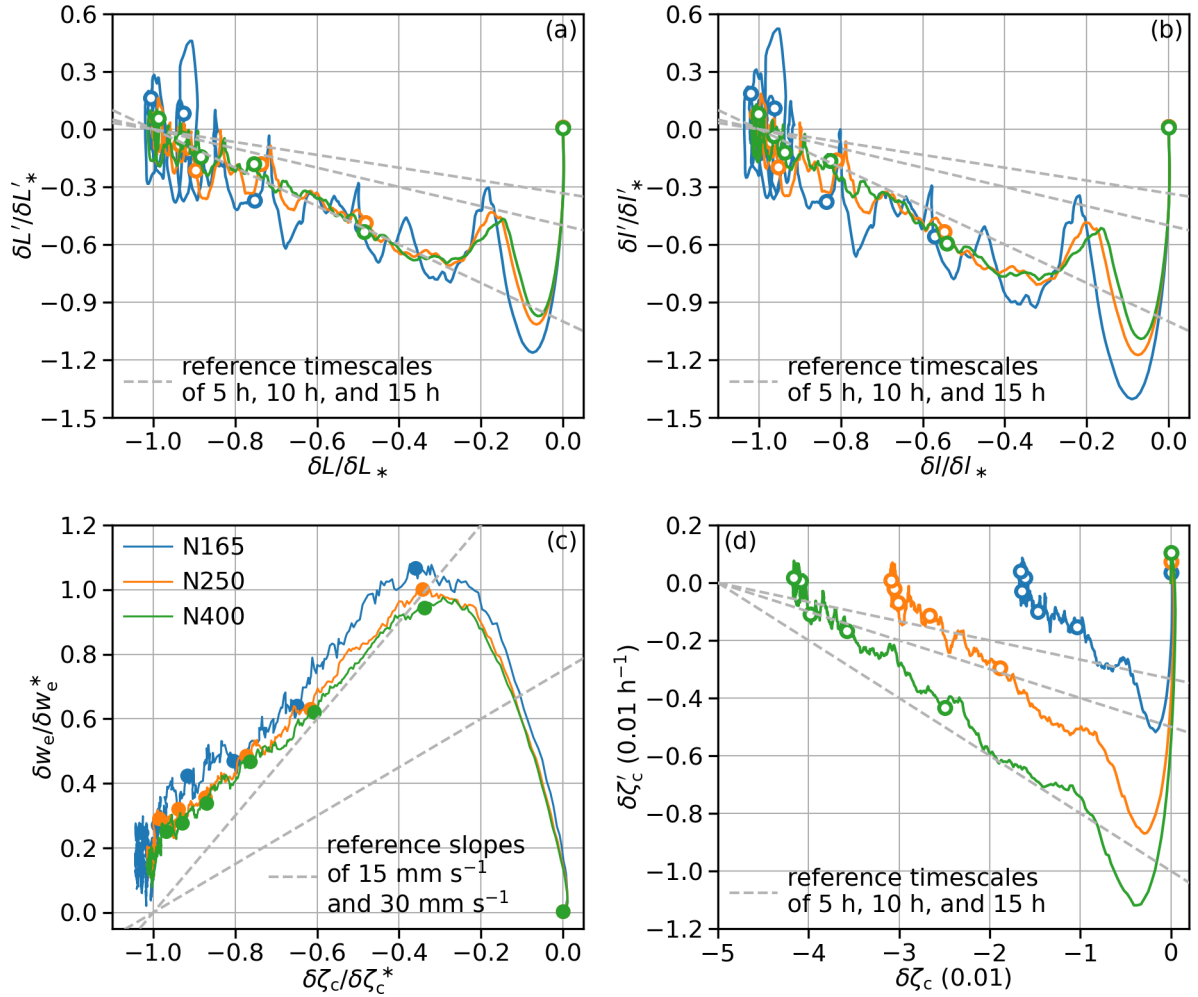 (a)
0.6
0.3
0.0
−0.3
−0.6
−0.9
−1.2
−1.5
δL′/δL′*
reference timescales
of 5 h, 10 h, and 15 h
−1.0 −0.8 −0.6 −0.4 −0.2 0.0
δL/δL*
(b)
0.6
0.3
0.0
−0.3
−0.6
−0.9
−1.2
−1.5
δl′/δl′*
reference timescales
of 5 h, 10 h, and 15 h
−1.0 −0.8 −0.6 −0.4 −0.2 0.0
δl/δl*
(c)
1.2
1.0
0.8
0.6
0.4
0.2
0.0
δwₑ/δwₑ*
N165
N250
N400
reference slopes
of 15 mm s⁻¹
and 30 mm s⁻¹
−1.0 −0.8 −0.6 −0.4 −0.2 0.0
δζc/δζc*
(d)
0.2
0.0
−0.2
−0.4
−0.6
−0.8
−1.0
−1.2
δζc′ (0.01 h⁻¹)
reference timescales
of 5 h, 10 h, and 15 h
−5 −4 −3 −2 −1 0
δζc (0.01)